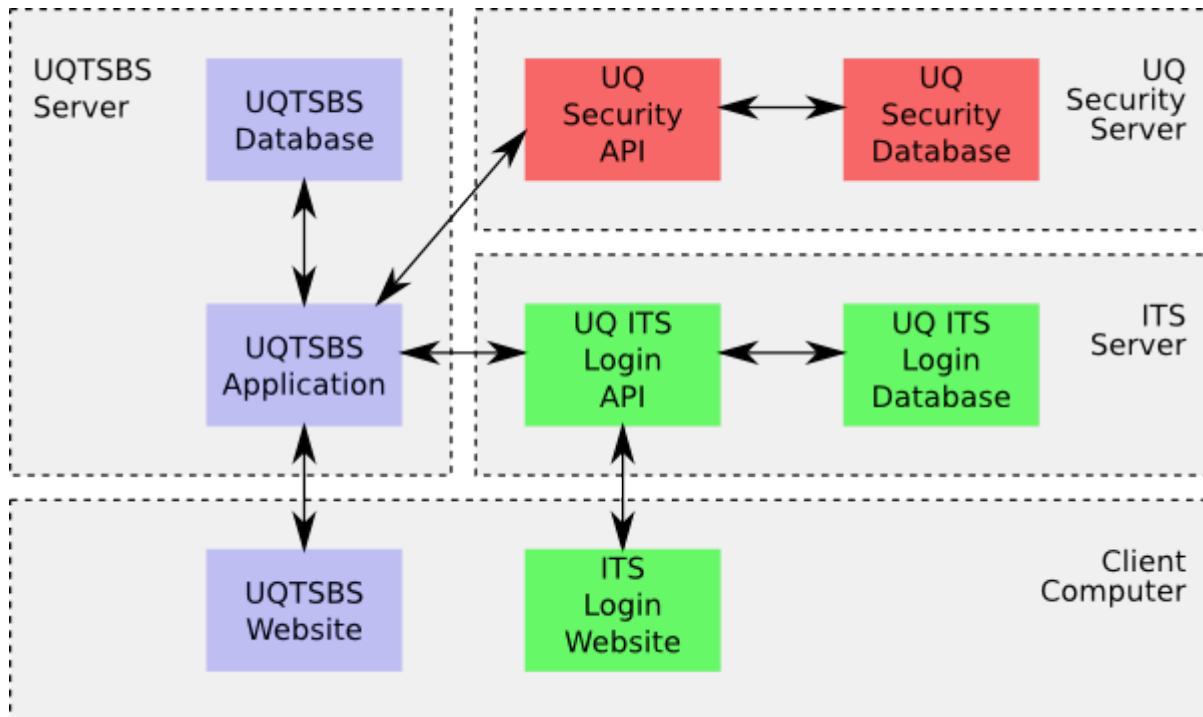 UQTSBS
Server
UQTSBS
Database
UQTSBS
Application
UQ
Security
API
UQ
Security
Database
UQ
Security
Server
UQ ITS
Login
API
UQ ITS
Login
Database
ITS
Server
UQTSBS
Website
ITS
Login
Website
Client
Computer